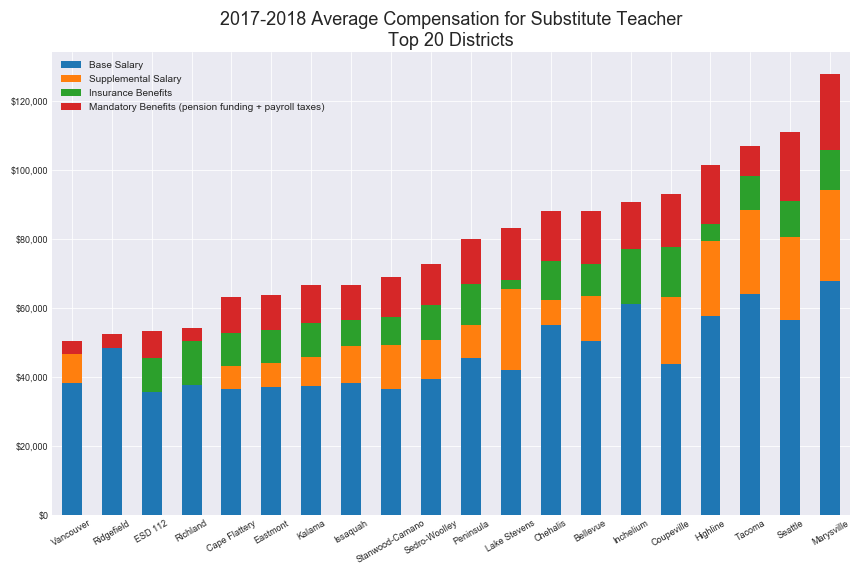 2017-2018 Average Compensation for Substitute Teacher
Top 20 Districts
Base Salary
Supplemental Salary
Insurance Benefits
Mandatory Benefits (pension funding + payroll taxes)
$120,000
$100,000
$80,000
$60,000
$40,000
$20,000
$0
Vancouver
Ridgefield
ESD 112
Richland
Cape Flattery
Eastmont
Kalama
Issaquah
Stanwood-Camano
Sedro-Woolley
Peninsula
Lake Stevens
Chehalis
Bellevue
Inchelium
Coupeville
Highline
Tacoma
Seattle
Marysville